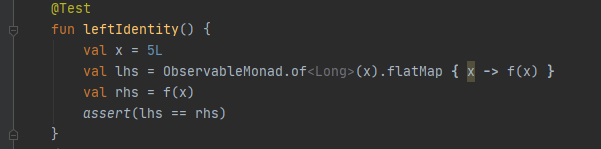 @Test
fun leftIdentity() {
    val x = 5L
    val lhs = ObservableMonad.of<Long>(x).flatMap { x -> f(x) }
    val rhs = f(x)
    assert(lhs == rhs)
}